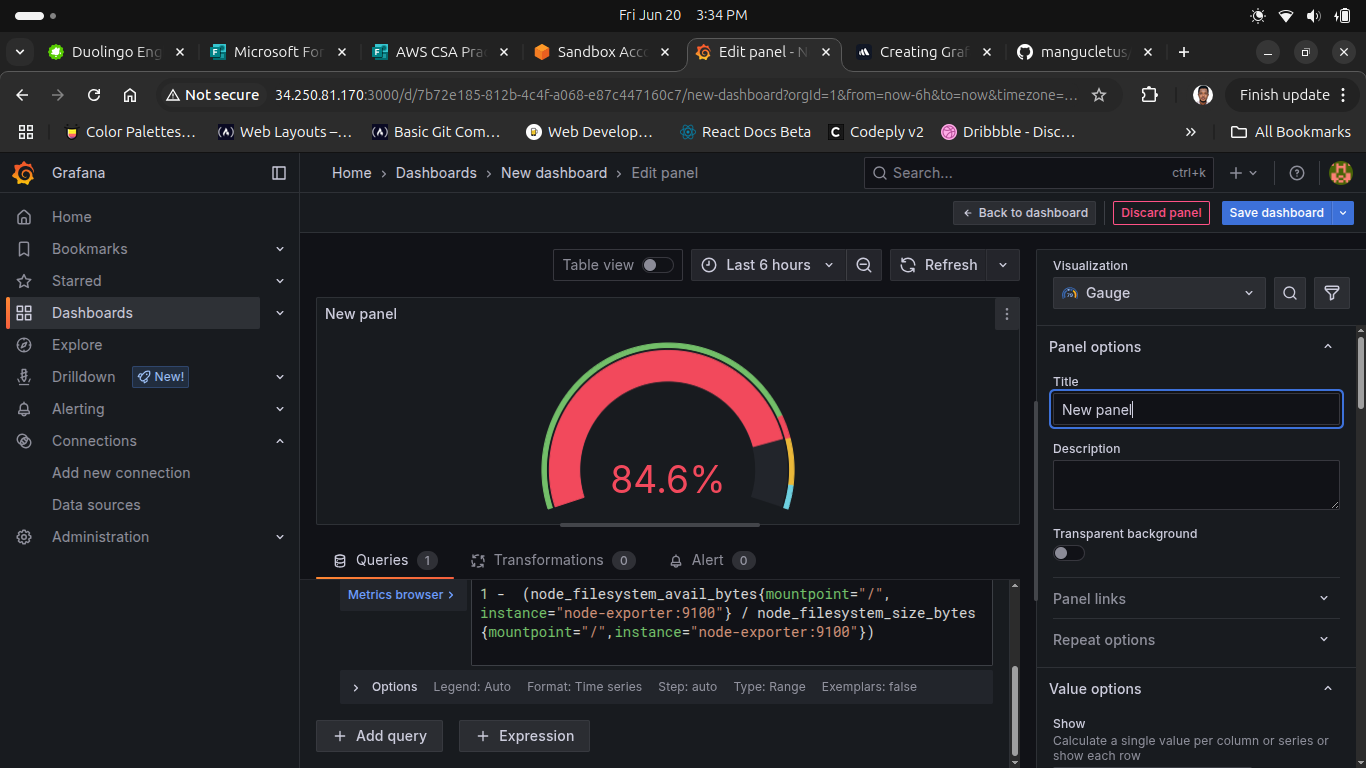 Fri Jun 20 3:34 PM
Duolingo Eng
Microsoft For
AWS CSA Prac
Sandbox Acco
Edit panel - N
Creating Graf
mangucletus/
Not secure 34.250.81.170:3000/d/7b72e185-812b-4c4f-a068-e87c447160c7/new-dashboard?orgId=1&from=now-6h&to=now&timezone=...
Finish update
Color Palettes...
Web Layouts –...
Basic Git Com...
Web Develop...
React Docs Beta
Codeply v2
Dribbble - Disc...
All Bookmarks
Grafana
Home
Bookmarks
Starred
Dashboards
Explore
Drilldown New!
Alerting
Connections
Add new connection
Data sources
Administration
Home › Dashboards › New dashboard › Edit panel
Search... ctrl+k
Back to dashboard
Discard panel
Save dashboard
Table view
Last 6 hours
Refresh
New panel
84.6%
Queries 1
Transformations 0
Alert 0
Metrics browser >
1 - (node_filesystem_avail_bytes{mountpoint="/",
instance="node-exporter:9100"} / node_filesystem_size_bytes
{mountpoint="/",instance="node-exporter:9100"})
Options Legend: Auto Format: Time series Step: auto Type: Range Exemplars: false
+ Add query
+ Expression
Visualization
Gauge
Panel options
Title
New panel
Description
Transparent background
Panel links
Repeat options
Value options
Show
Calculate a single value per column or series or
show each row